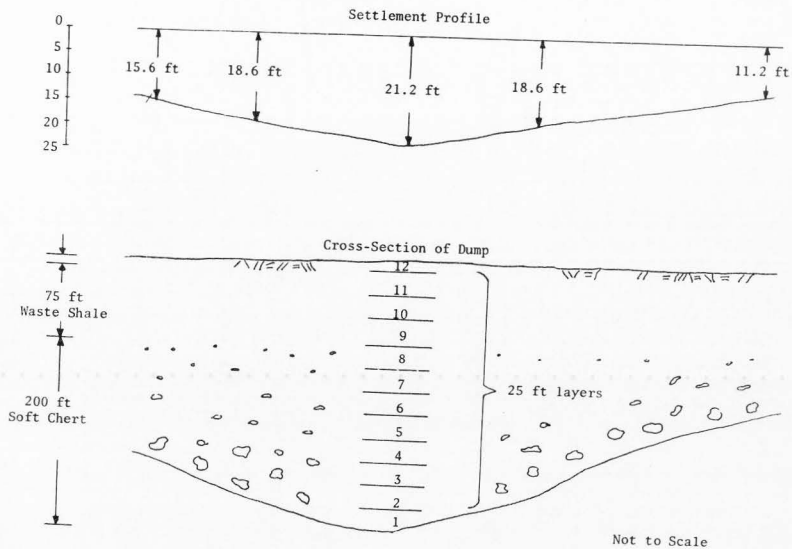 Settlement Profile
0
5
10
15
20
25
15.6 ft
18.6 ft
21.2 ft
18.6 ft
11.2 ft
Cross-Section of Dump
75 ft
Waste Shale
200 ft
Soft Chert
12
11
10
9
8
7
6
5
4
3
2
1
25 ft layers
Not to Scale